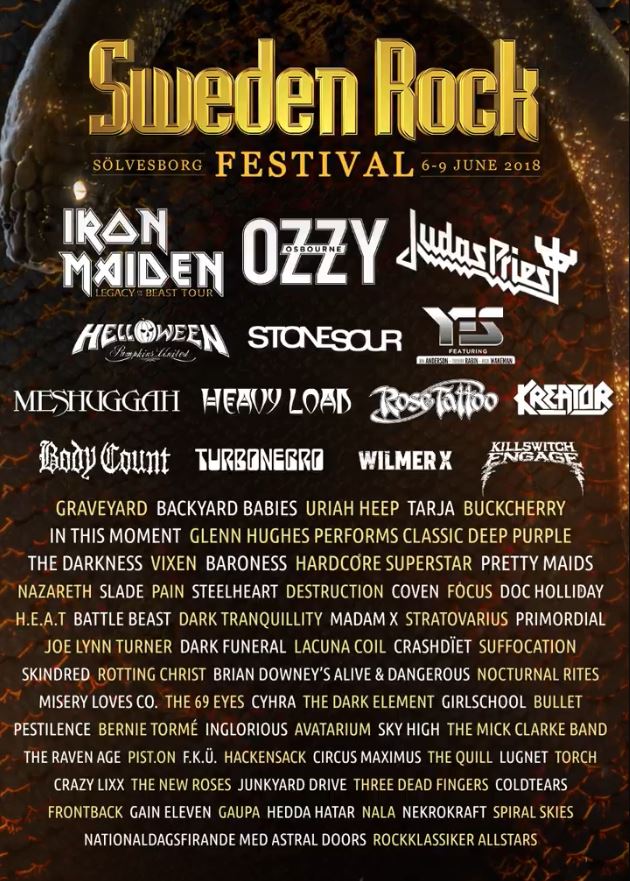 Sweden Rock
SÖLVESBORG FESTIVAL 6-9 JUNE 2018
IRON MAIDEN LEGACY OF THE BEAST TOUR OZZY OSBOURNE Judas Priest
HELLOWEEN Pumpkins United STONE SOUR YES FEATURING JON ANDERSON · TREVOR RABIN · RICK WAKEMAN
MESHUGGAH HEAVY LOAD Rose Tattoo KREATOR
Body Count TURBONEGRO WILMER X KILLSWITCH ENGAGE
GRAVEYARD BACKYARD BABIES URIAH HEEP TARJA BUCKCHERRY
IN THIS MOMENT GLENN HUGHES PERFORMS CLASSIC DEEP PURPLE
THE DARKNESS VIXEN BARONESS HARDCORE SUPERSTAR PRETTY MAIDS
NAZARETH SLADE PAIN STEELHEART DESTRUCTION COVEN FOCUS DOC HOLLIDAY
H.E.A.T BATTLE BEAST DARK TRANQUILLITY MADAM X STRATOVARIUS PRIMORDIAL
JOE LYNN TURNER DARK FUNERAL LACUNA COIL CRASHDÏET SUFFOCATION
SKINDRED ROTTING CHRIST BRIAN DOWNEY'S ALIVE & DANGEROUS NOCTURNAL RITES
MISERY LOVES CO. THE 69 EYES CYHRA THE DARK ELEMENT GIRLSCHOOL BULLET
PESTILENCE BERNIE TORMÉ INGLORIOUS AVATARIUM SKY HIGH THE MICK CLARKE BAND
THE RAVEN AGE PIST.ON F.K.Ü. HACKENSACK CIRCUS MAXIMUS THE QUILL LUGNET TORCH
CRAZY LIXX THE NEW ROSES JUNKYARD DRIVE THREE DEAD FINGERS COLDTEARS
FRONTBACK GAIN ELEVEN GAUPA HEDDA HATAR NALA NEKROKRAFT SPIRAL SKIES
NATIONALDAGSFIRANDE MED ASTRAL DOORS ROCKKLASSIKER ALLSTARS